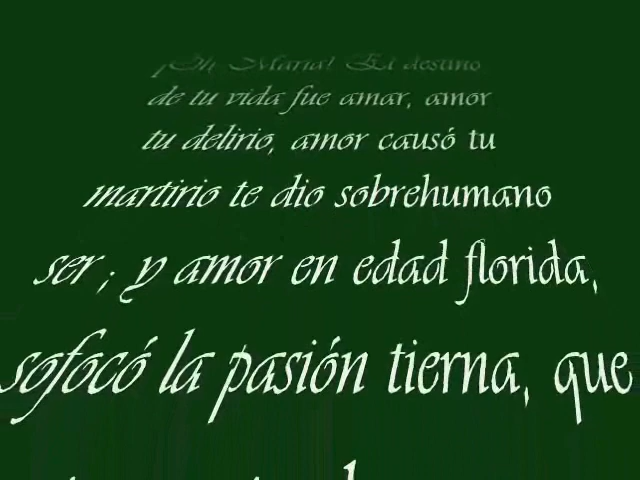 ¡Oh, María! El destino
de tu vida fue amar, amor
tu delirio, amor causó tu
martirio te dio sobrehumano
ser; y amor en edad florida,
sofocó la pasión tierna, que